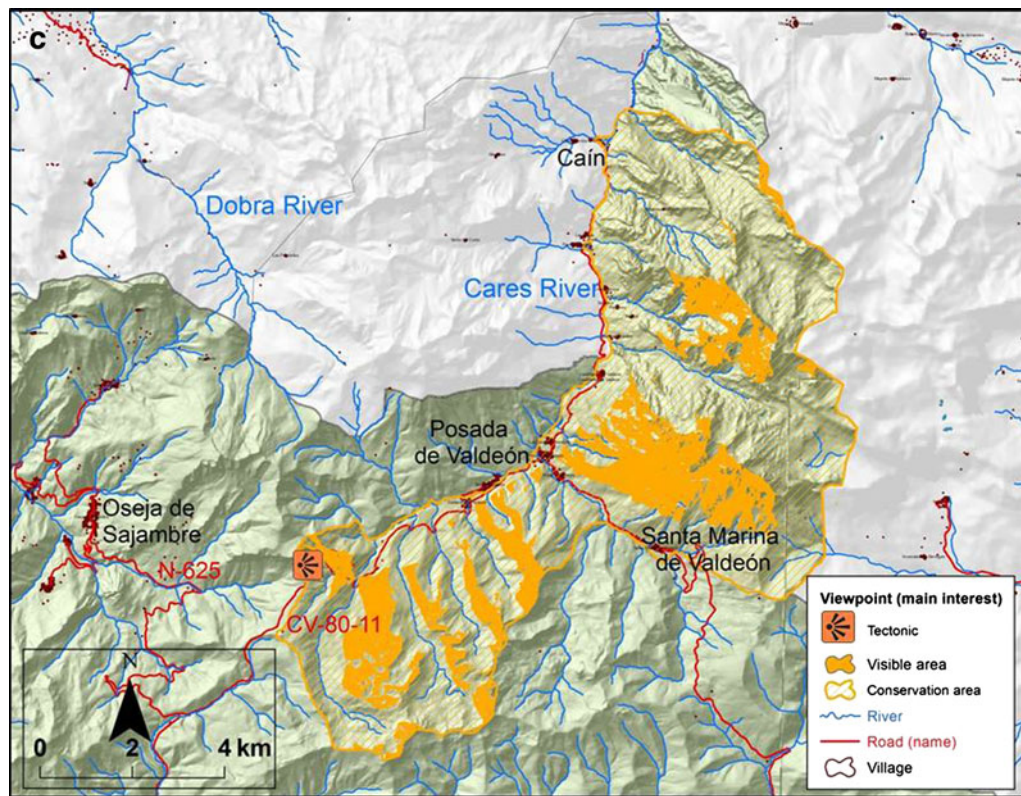 c
Caín
Dobra River
Cares River
Posada
de Valdeón
Oseja de
Sajambre
Santa Marina
de Valdeón
N-625
CV-80-11
N
0 2 4 km
Viewpoint (main interest)
Tectonic
Visible area
Conservation area
River
Road (name)
Village